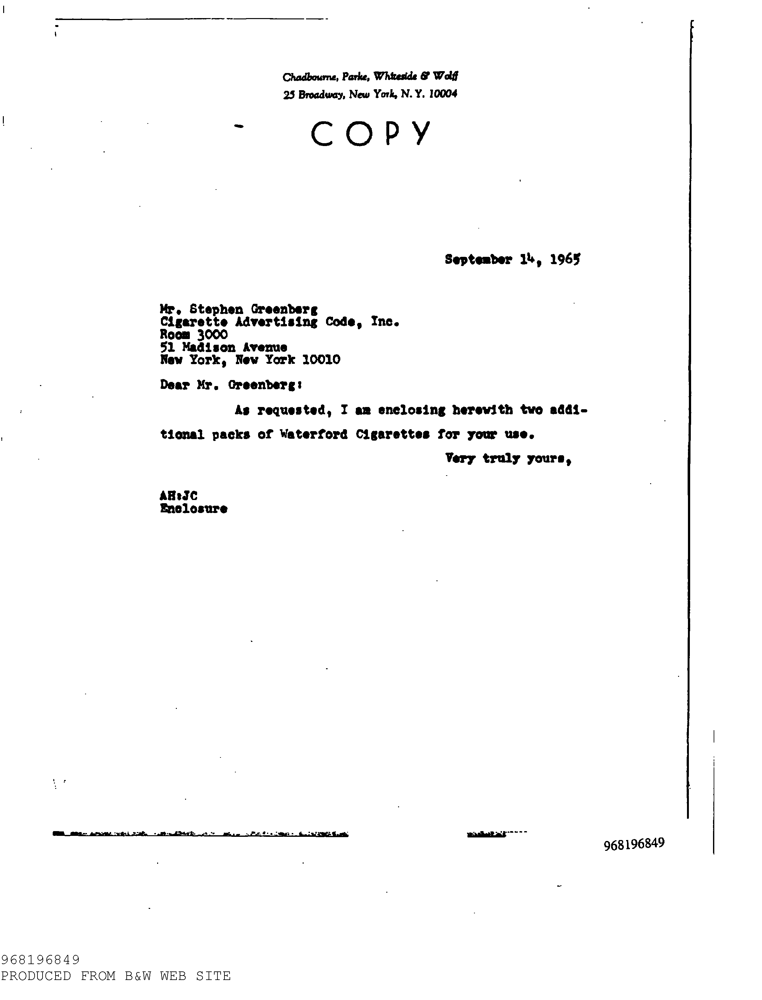 Chadbourne, Parke, Whiteside & Wolff
25 Broadway, New York, N. Y. 10004
COPY
September 14, 1965
Mr. Stephen Greenberg
Cigarette Advertising Code, Inc.
Room 3000
51 Madison Avenue
New York, New York 10010
Dear Mr. Greenberg:
As requested, I am enclosing herewith two addi-
tional packs of Waterford Cigarettes for your use.
Very truly yours,
AH:JC
Enclosure
968196849
968196849
PRODUCED FROM B&W WEB SITE